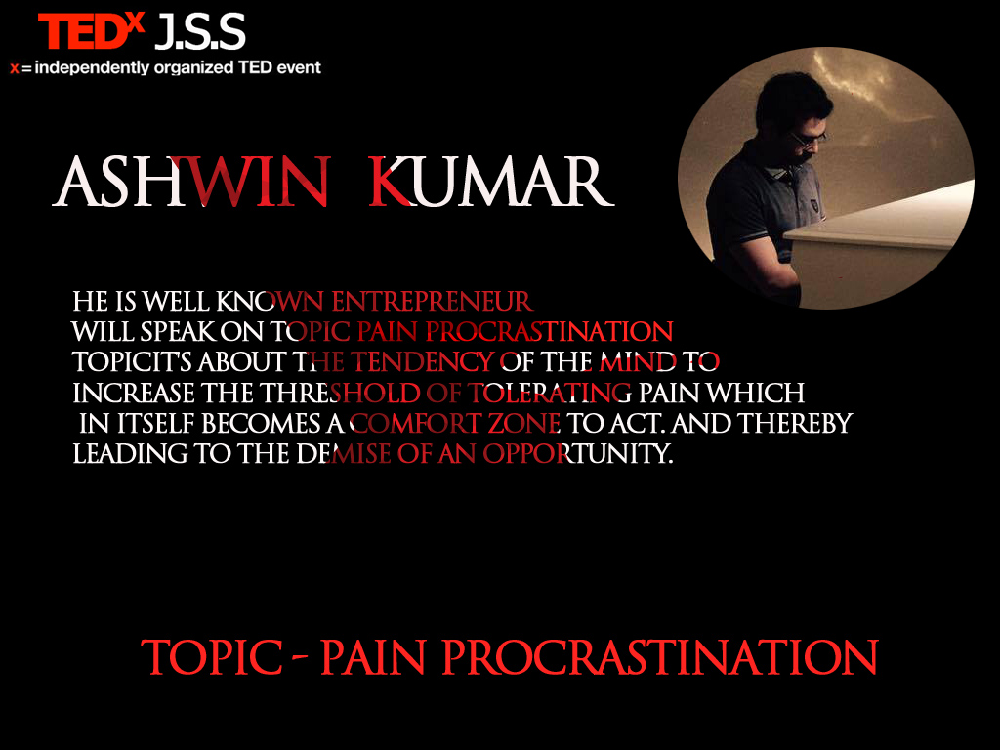 TEDx J.S.S
x = independently organized TED event
ASHWIN KUMAR
HE IS WELL KNOWN ENTREPRENEUR
WILL SPEAK ON TOPIC PAIN PROCRASTINATION
TOPICIT'S ABOUT THE TENDENCY OF THE MIND TO
INCREASE THE THRESHOLD OF TOLERATING PAIN WHICH
IN ITSELF BECOMES A COMFORT ZONE TO ACT. AND THEREBY
LEADING TO THE DEMISE OF AN OPPORTUNITY.
TOPIC - PAIN PROCRASTINATION